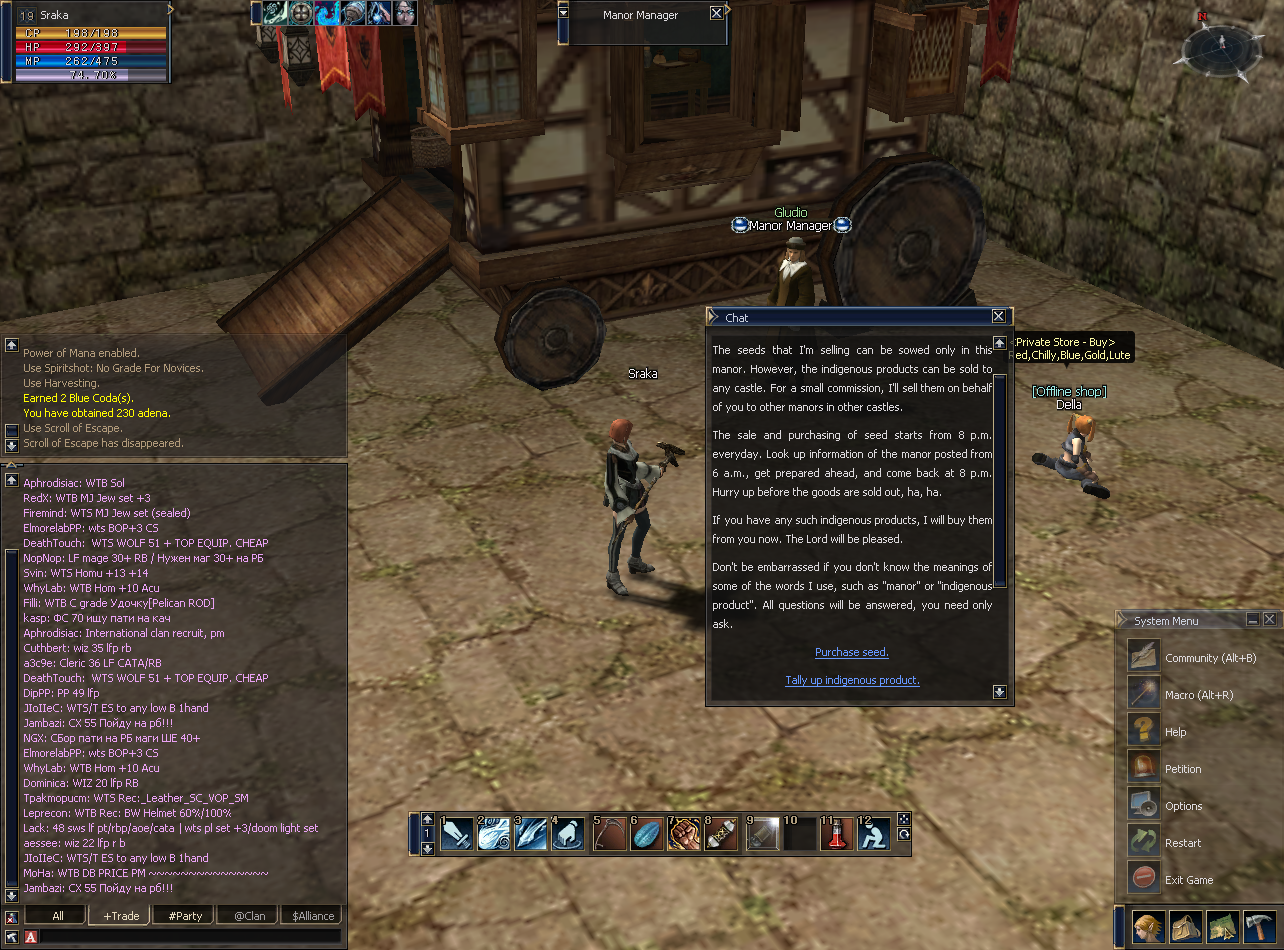 19 Sraka
CP 198/198
HP 292/397
MP 262/475
74.70%
Manor Manager
N
Gludio
Manor Manager
Sraka
<Private Store - Buy>
Red,Chilly,Blue,Gold,Lute
[Offline shop]
Della
Chat
The seeds that I'm selling can be sowed only in this
manor. However, the indigenous products can be sold to
any castle. For a small commission, I'll sell them on behalf
of you to other manors in other castles.
The sale and purchasing of seed starts from 8 p.m.
everyday. Look up information of the manor posted from
6 a.m., get prepared ahead, and come back at 8 p.m.
Hurry up before the goods are sold out, ha, ha.
If you have any such indigenous products, I will buy them
from you now. The Lord will be pleased.
Don't be embarrassed if you don't know the meanings of
some of the words I use, such as "manor" or "indigenous
product". All questions will be answered, you need only
ask.
Purchase seed.
Tally up indigenous product.
Power of Mana enabled.
Use Spiritshot: No Grade For Novices.
Use Harvesting.
Earned 2 Blue Coda(s).
You have obtained 230 adena.
Use Scroll of Escape.
Scroll of Escape has disappeared.
Aphrodisiac: WTB Sol
RedX: WTB MJ Jew set +3
Firemind: WTS MJ Jew set (sealed)
ElmorelabPP: wts BOP+3 CS
DeathTouch: WTS WOLF 51 + TOP EQUIP. CHEAP
NopNop: LF mage 30+ RB / Нужен маг 30+ на РБ
Svin: WTS Homu +13 +14
WhyLab: WTB Hom +10 Acu
Filli: WTB C grade Удочку[Pelican ROD]
kasp: ФС 70 ищу пати на кач
Aphrodisiac: International clan recruit, pm
Cuthbert: wiz 35 lfp rb
a3c9e: Cleric 36 LF CATA/RB
DeathTouch: WTS WOLF 51 + TOP EQUIP. CHEAP
DipPP: PP 49 lfp
JIoIIeC: WTS/T ES to any low B 1hand
Jambazi: СХ 55 Пойду на рб!!!
NGX: СБор пати на РБ маги ШЕ 40+
ElmorelabPP: wts BOP+3 CS
WhyLab: WTB Hom +10 Acu
Dominica: WIZ 20 lfp RB
Tpakmopucm: WTS Rec:_Leather_SC_VOP_SM
Leprecon: WTB Rec: BW Helmet 60%/100%
Lack: 48 sws lf pt/rbp/aoe/cata | wts pl set +3/doom light set
aessee: wiz 22 lfp r b
JIoIIeC: WTS/T ES to any low B 1hand
MoHa: WTB DB PRICE PM ~~~~~~~~~~~~~~~
Jambazi: СХ 55 Пойду на рб!!!
All +Trade #Party @Clan $Alliance
A
1
1 2 3 4 5 6 7 8 9 10 11 12
System Menu
Community (Alt+B)
Macro (Alt+R)
Help
Petition
Options
Restart
Exit Game